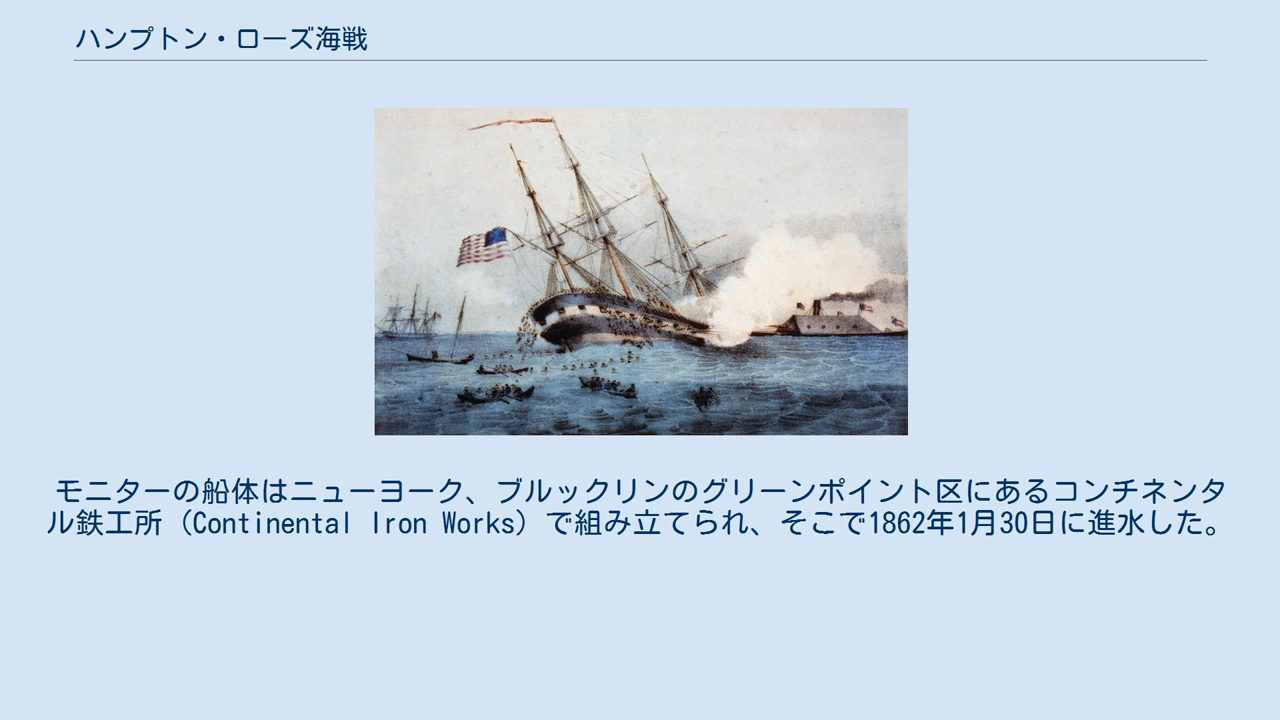 ハンプトン・ローズ海戦
モニターの船体はニューヨーク、ブルックリンのグリーンポイント区にあるコンチネンタ
ル鉄工所（Continental Iron Works）で組み立てられ、そこで1862年1月30日に進水した。